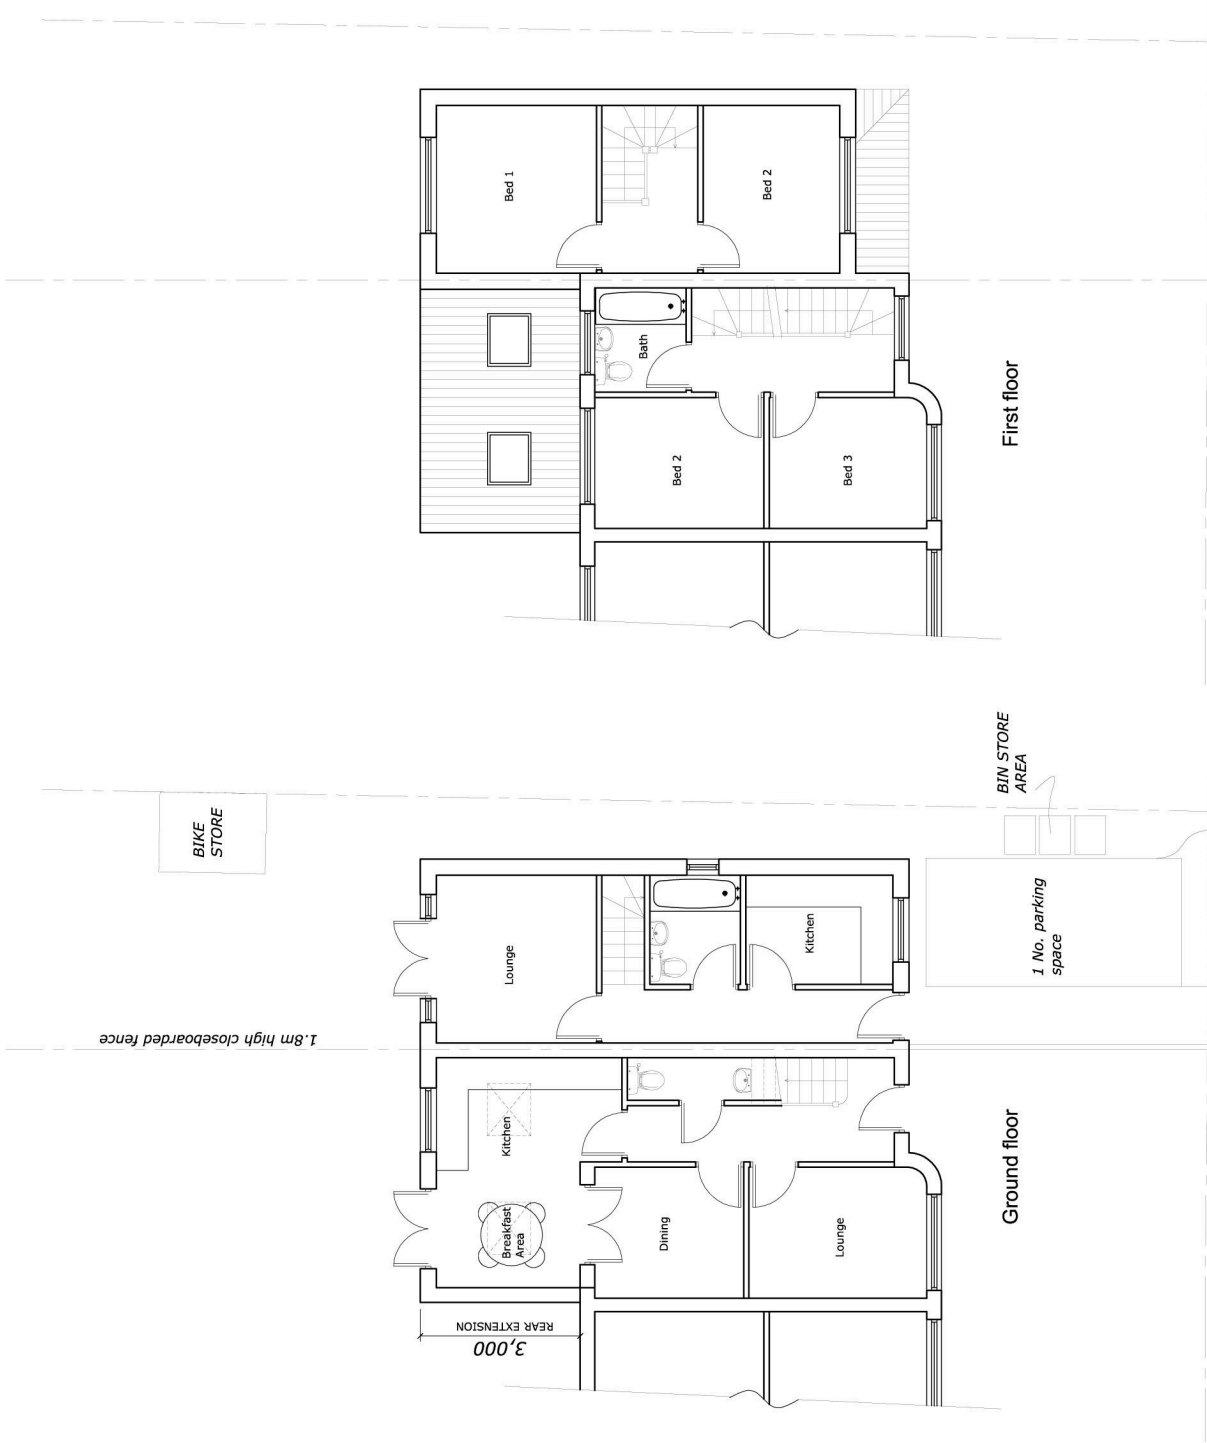 Bed 1
Bed 2
Bath
Bed 2
Bed 3
First floor
BIKE
STORE
BIN STORE
AREA
Lounge
Kitchen
1 No. parking
space
1.8m high closeboarded fence
Kitchen
Breakfast
Area
Dining
Lounge
Ground floor
REAR EXTENSION
3,000